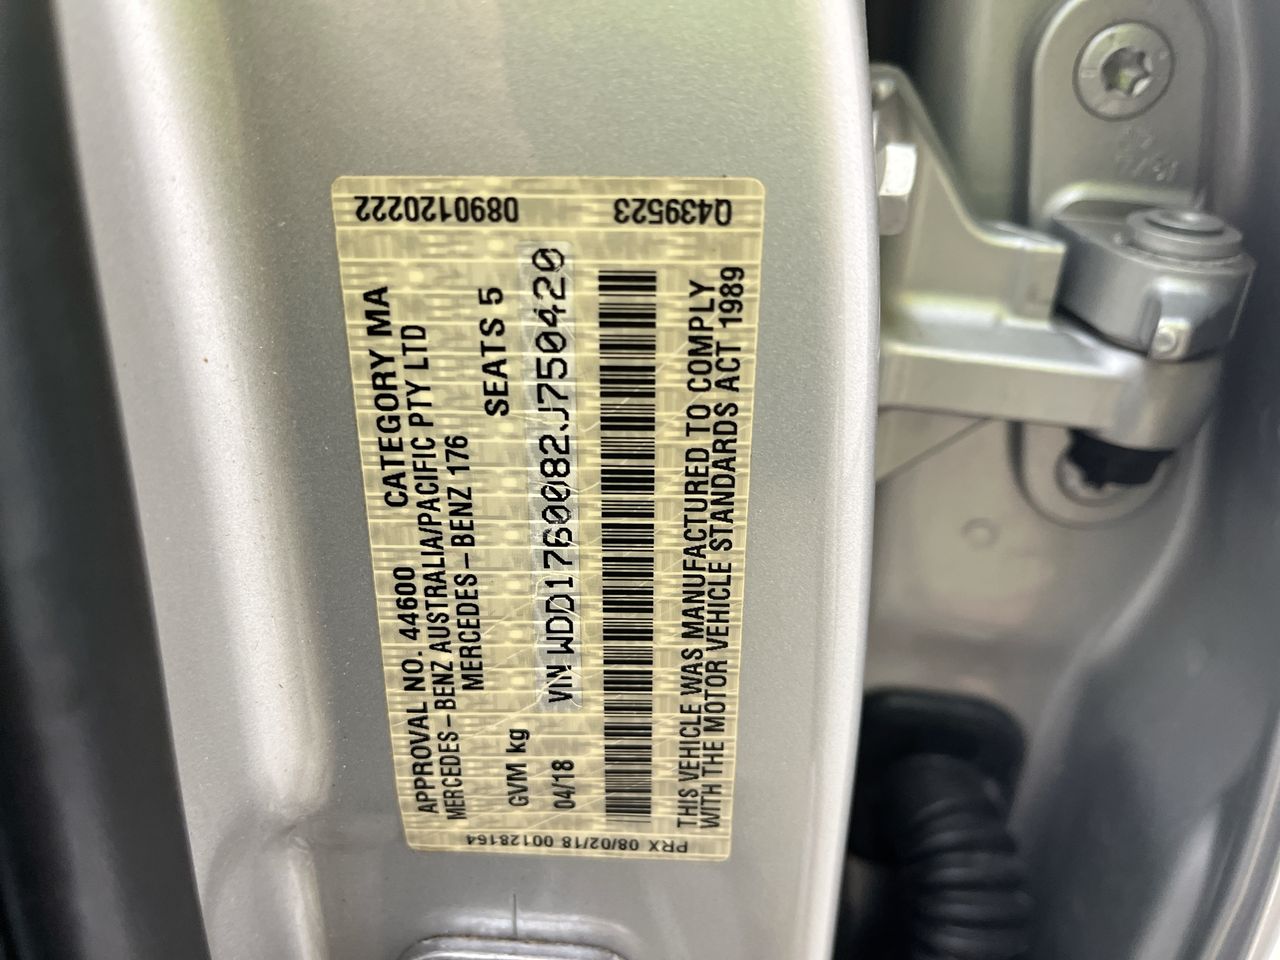 0890120222 Q439523
APPROVAL NO. 44600 CATEGORY MA
MERCEDES-BENZ AUSTRALIA/PACIFIC PTY LTD
MERCEDES-BENZ 176
GVM kg SEATS 5
04/18 VIN WDD1760082J750420
THIS VEHICLE WAS MANUFACTURED TO COMPLY
WITH THE MOTOR VEHICLE STANDARDS ACT 1989
PRX 08/02/18 00128164